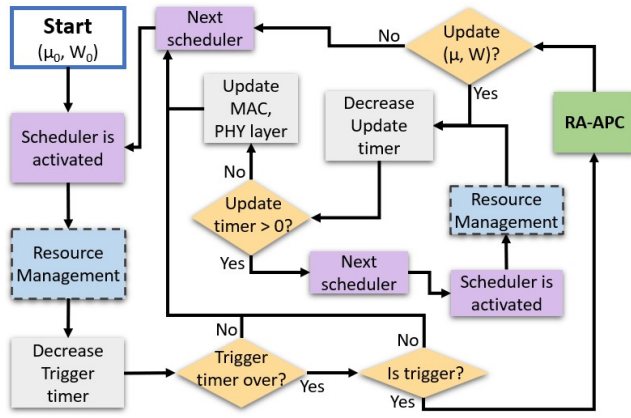 Start
(μ₀, W₀)
Next
scheduler
No
Update
(μ, W)?
Yes
Update
MAC,
PHY layer
Decrease
Update
timer
RA-APC
Scheduler is
activated
No
Update
timer > 0?
Yes
Resource
Management
Resource
Management
Next
scheduler
Scheduler is
activated
Decrease
Trigger
timer
No
Trigger
timer over?
Yes
No
Is trigger?
Yes